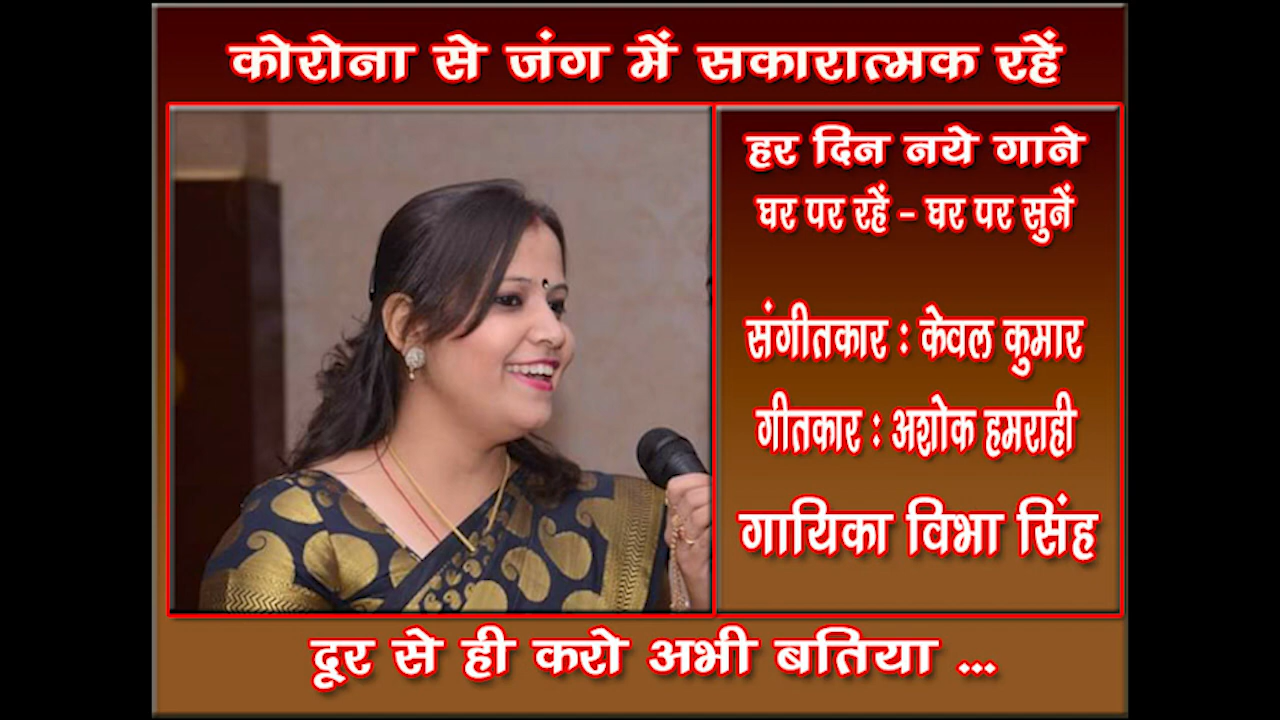 कोरोना से जंग में सकारात्मक रहें
हर दिन नये गाने
घर पर रहें - घर पर सुनें
संगीतकार : केवल कुमार
गीतकार : अशोक हमराही
गायिका विभा सिंह
दूर से ही करो अभी बतिया ...